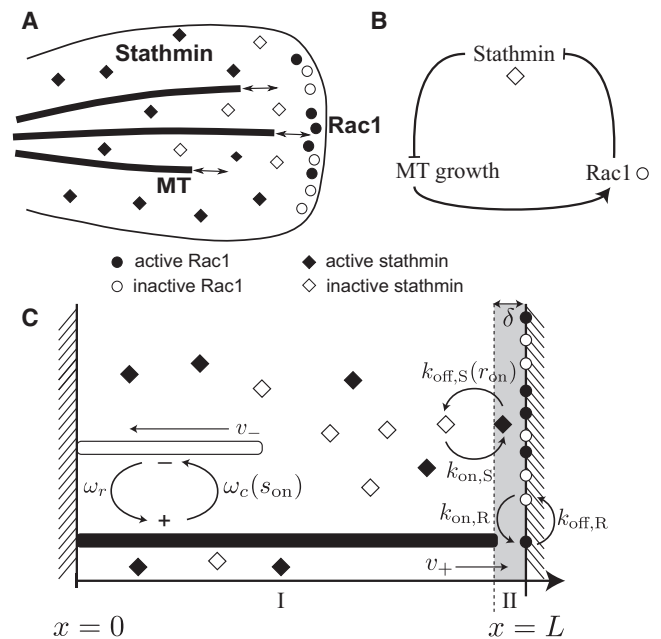 A
Stathmin
Rac1
MT
B
Stathmin
MT growth
Rac1
active Rac1
active stathmin
inactive Rac1
inactive stathmin
C
δ
k_off,S(r_on)
v_−
k_on,S
ω_r
−
ω_c(s_on)
+
k_on,R
k_off,R
v_+
I
II
x = 0
x = L